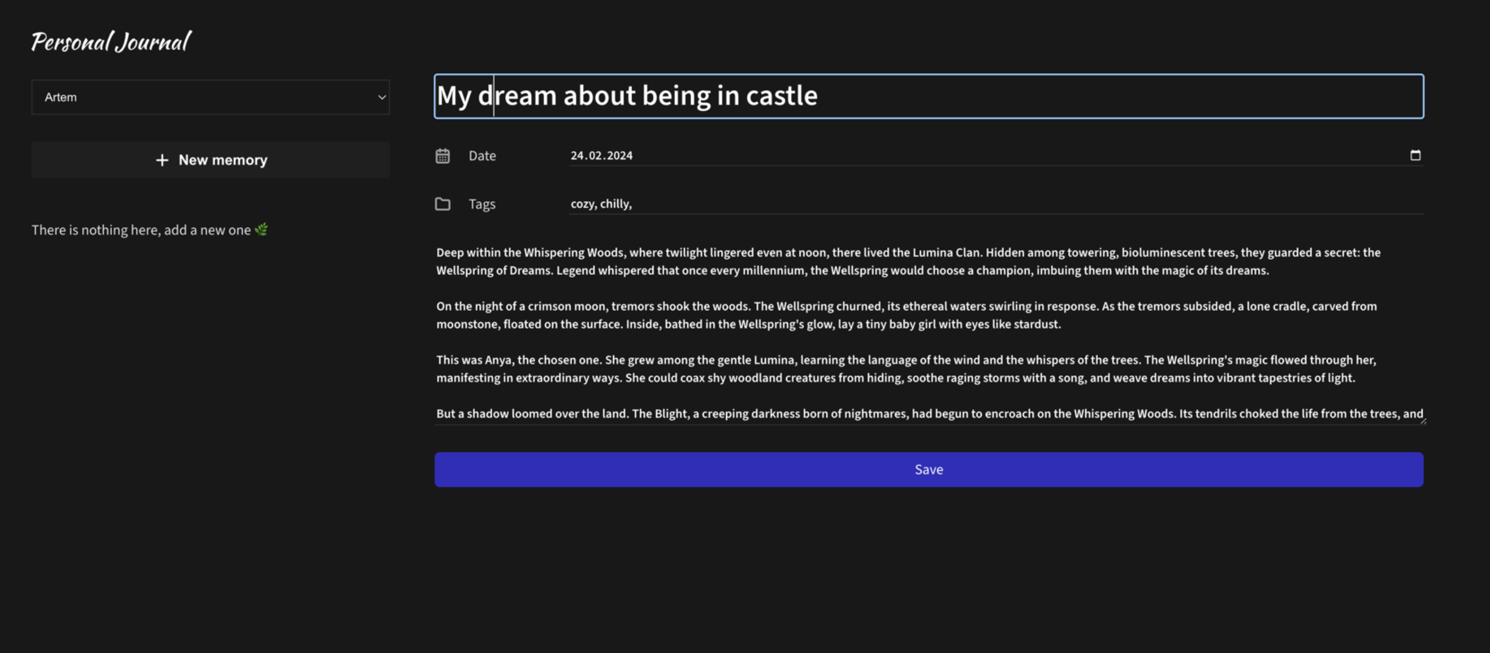 Personal Journal
Artem
+ New memory
There is nothing here, add a new one 🌿
My dream about being in castle
Date
24.02.2024
Tags
cozy, chilly,
Deep within the Whispering Woods, where twilight lingered even at noon, there lived the Lumina Clan. Hidden among towering, bioluminescent trees, they guarded a secret: the
Wellspring of Dreams. Legend whispered that once every millennium, the Wellspring would choose a champion, imbuing them with the magic of its dreams.
On the night of a crimson moon, tremors shook the woods. The Wellspring churned, its ethereal waters swirling in response. As the tremors subsided, a lone cradle, carved from
moonstone, floated on the surface. Inside, bathed in the Wellspring's glow, lay a tiny baby girl with eyes like stardust.
This was Anya, the chosen one. She grew among the gentle Lumina, learning the language of the wind and the whispers of the trees. The Wellspring's magic flowed through her,
manifesting in extraordinary ways. She could coax shy woodland creatures from hiding, soothe raging storms with a song, and weave dreams into vibrant tapestries of light.
But a shadow loomed over the land. The Blight, a creeping darkness born of nightmares, had begun to encroach on the Whispering Woods. Its tendrils choked the life from the trees, and
Save